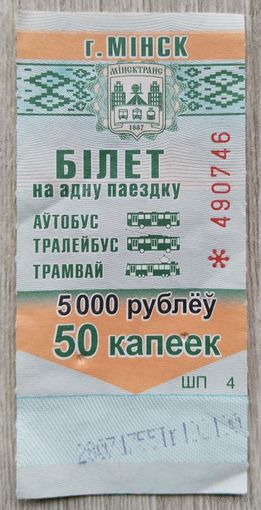 г. МІНСК
МІНСКТРАНС
1887
БІЛЕТ
на адну паездку
АЎТОБУС
ТРАЛЕЙБУС
ТРАМВАЙ
* 490746
5 000 рублёў
50 капеек
ШП 4